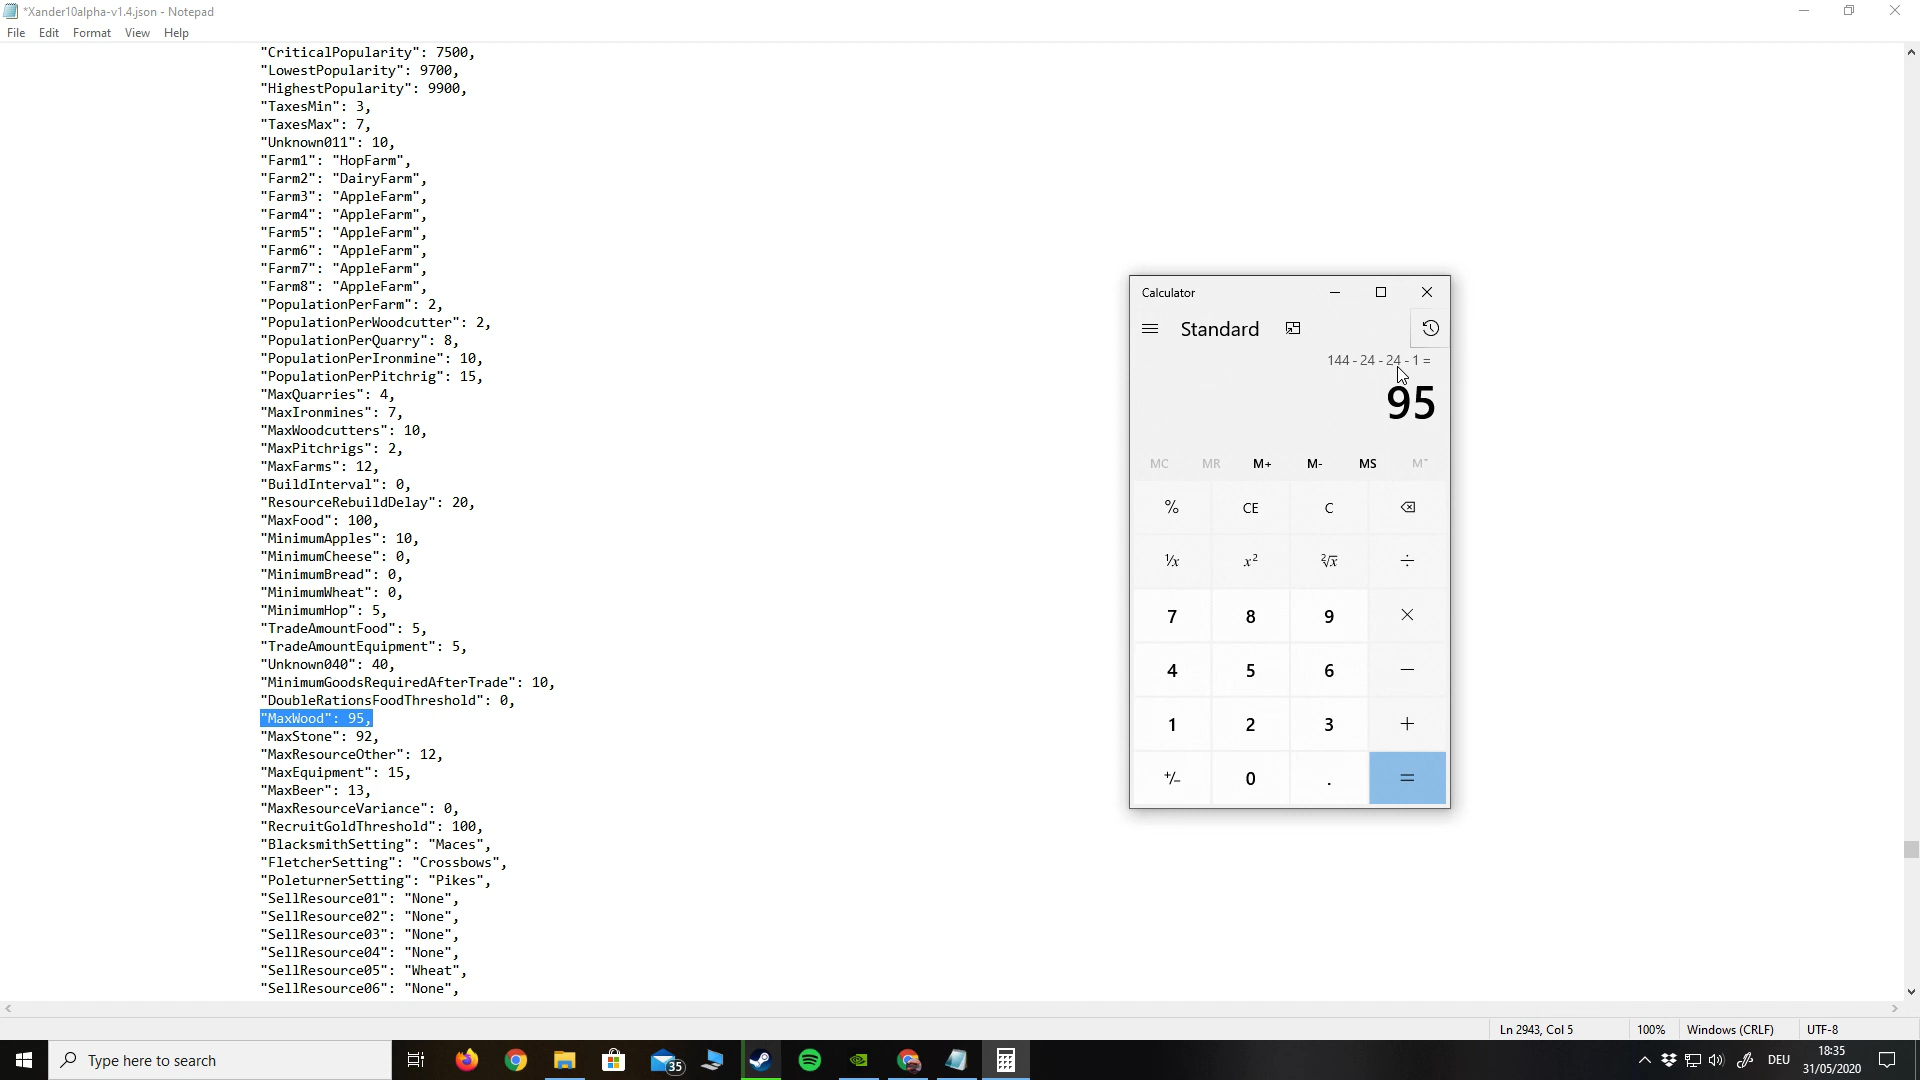 *Xander10alpha-v1.4.json - Notepad
File Edit Format View Help
"CriticalPopularity": 7500,
"LowestPopularity": 9700,
"HighestPopularity": 9900,
"TaxesMin": 3,
"TaxesMax": 7,
"Unknown011": 10,
"Farm1": "HopFarm",
"Farm2": "DairyFarm",
"Farm3": "AppleFarm",
"Farm4": "AppleFarm",
"Farm5": "AppleFarm",
"Farm6": "AppleFarm",
"Farm7": "AppleFarm",
"Farm8": "AppleFarm",
"PopulationPerFarm": 2,
"PopulationPerWoodcutter": 2,
"PopulationPerQuarry": 8,
"PopulationPerIronmine": 10,
"PopulationPerPitchrig": 15,
"MaxQuarries": 4,
"MaxIronmines": 7,
"MaxWoodcutters": 10,
"MaxPitchrigs": 2,
"MaxFarms": 12,
"BuildInterval": 0,
"ResourceRebuildDelay": 20,
"MaxFood": 100,
"MinimumApples": 10,
"MinimumCheese": 0,
"MinimumBread": 0,
"MinimumWheat": 0,
"MinimumHop": 5,
"TradeAmountFood": 5,
"TradeAmountEquipment": 5,
"Unknown040": 40,
"MinimumGoodsRequiredAfterTrade": 10,
"DoubleRationsFoodThreshold": 0,
"MaxWood": 95,
"MaxStone": 92,
"MaxResourceOther": 12,
"MaxEquipment": 15,
"MaxBeer": 13,
"MaxResourceVariance": 0,
"RecruitGoldThreshold": 100,
"BlacksmithSetting": "Maces",
"FletcherSetting": "Crossbows",
"PoleturnerSetting": "Pikes",
"SellResource01": "None",
"SellResource02": "None",
"SellResource03": "None",
"SellResource04": "None",
"SellResource05": "Wheat",
"SellResource06": "None",
Calculator
Standard
144 - 24 - 24 - 1 =
95
MC MR M+ M- MS M˅
% CE C
⅟x x² ²√x ÷
7 8 9 ×
4 5 6 −
1 2 3 +
+/− 0 . =
Ln 2943, Col 5 100% Windows (CRLF) UTF-8
Type here to search
35
DEU
18:35
31/05/2020